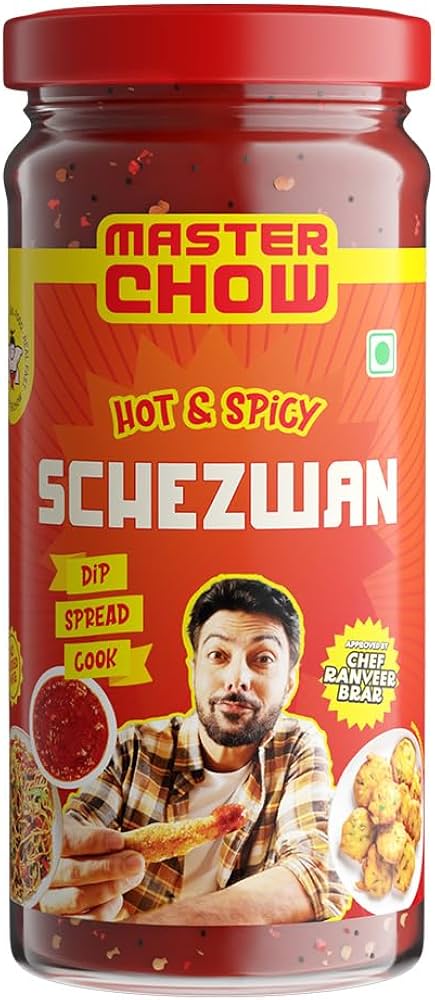 MASTER
CHOW
HOT & SPICY
SCHEZWAN
DIP
SPREAD
COOK
APPROVED BY
CHEF
RANVEER
BRAR